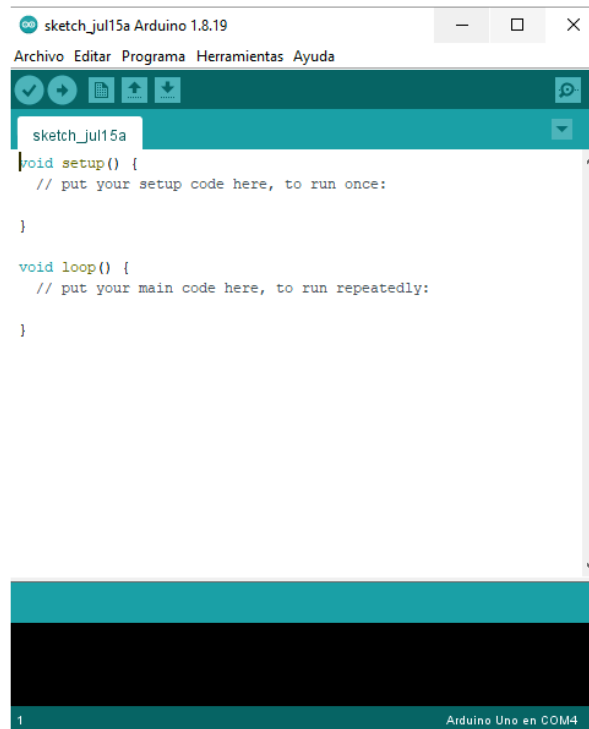 sketch_jul15a Arduino 1.8.19
Archivo Editar Programa Herramientas Ayuda
sketch_jul15a
void setup() {
  // put your setup code here, to run once:

}

void loop() {
  // put your main code here, to run repeatedly:

}
1 Arduino Uno en COM4